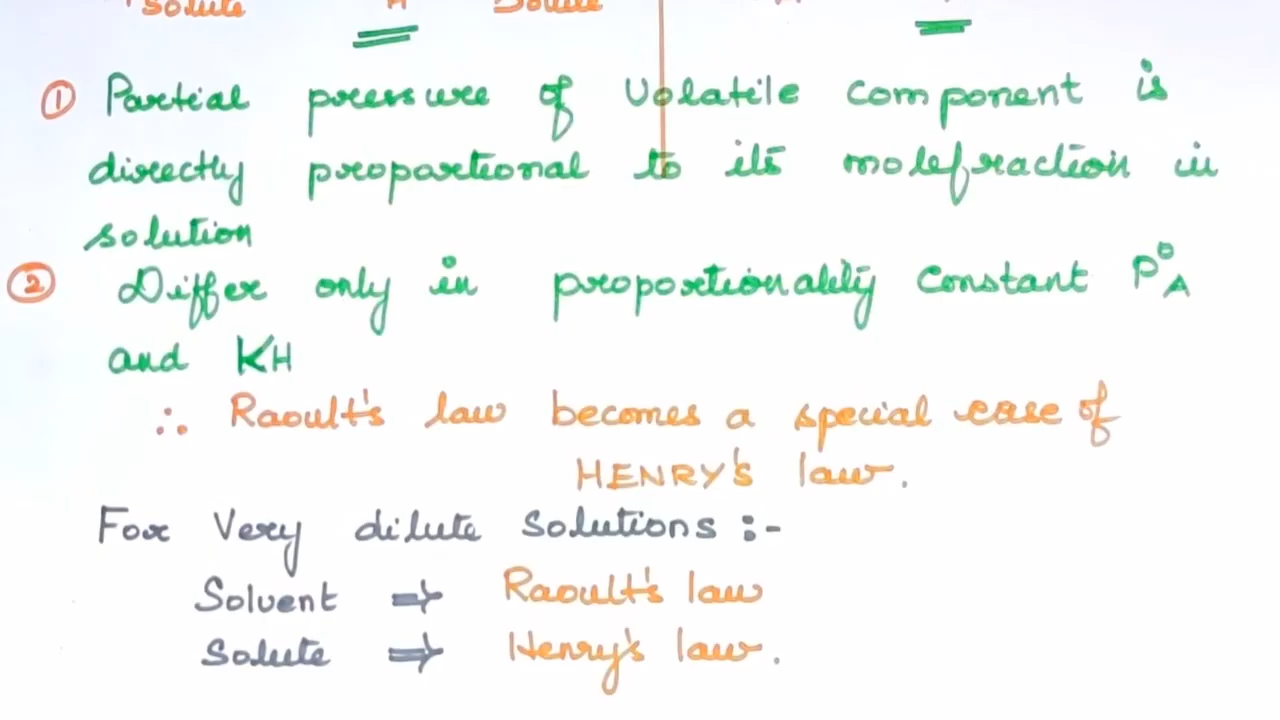 solute A Solute
① Partial pressure of Volatile component is
directly proportional to its molefraction in
solution
② Differ only in proportionality constant P°A
and KH
∴ Raoult's law becomes a special case of
HENRY's law.
For Very dilute solutions :-
Solvent ⇒ Raoult's law
Solute ⇒ Henry's law.